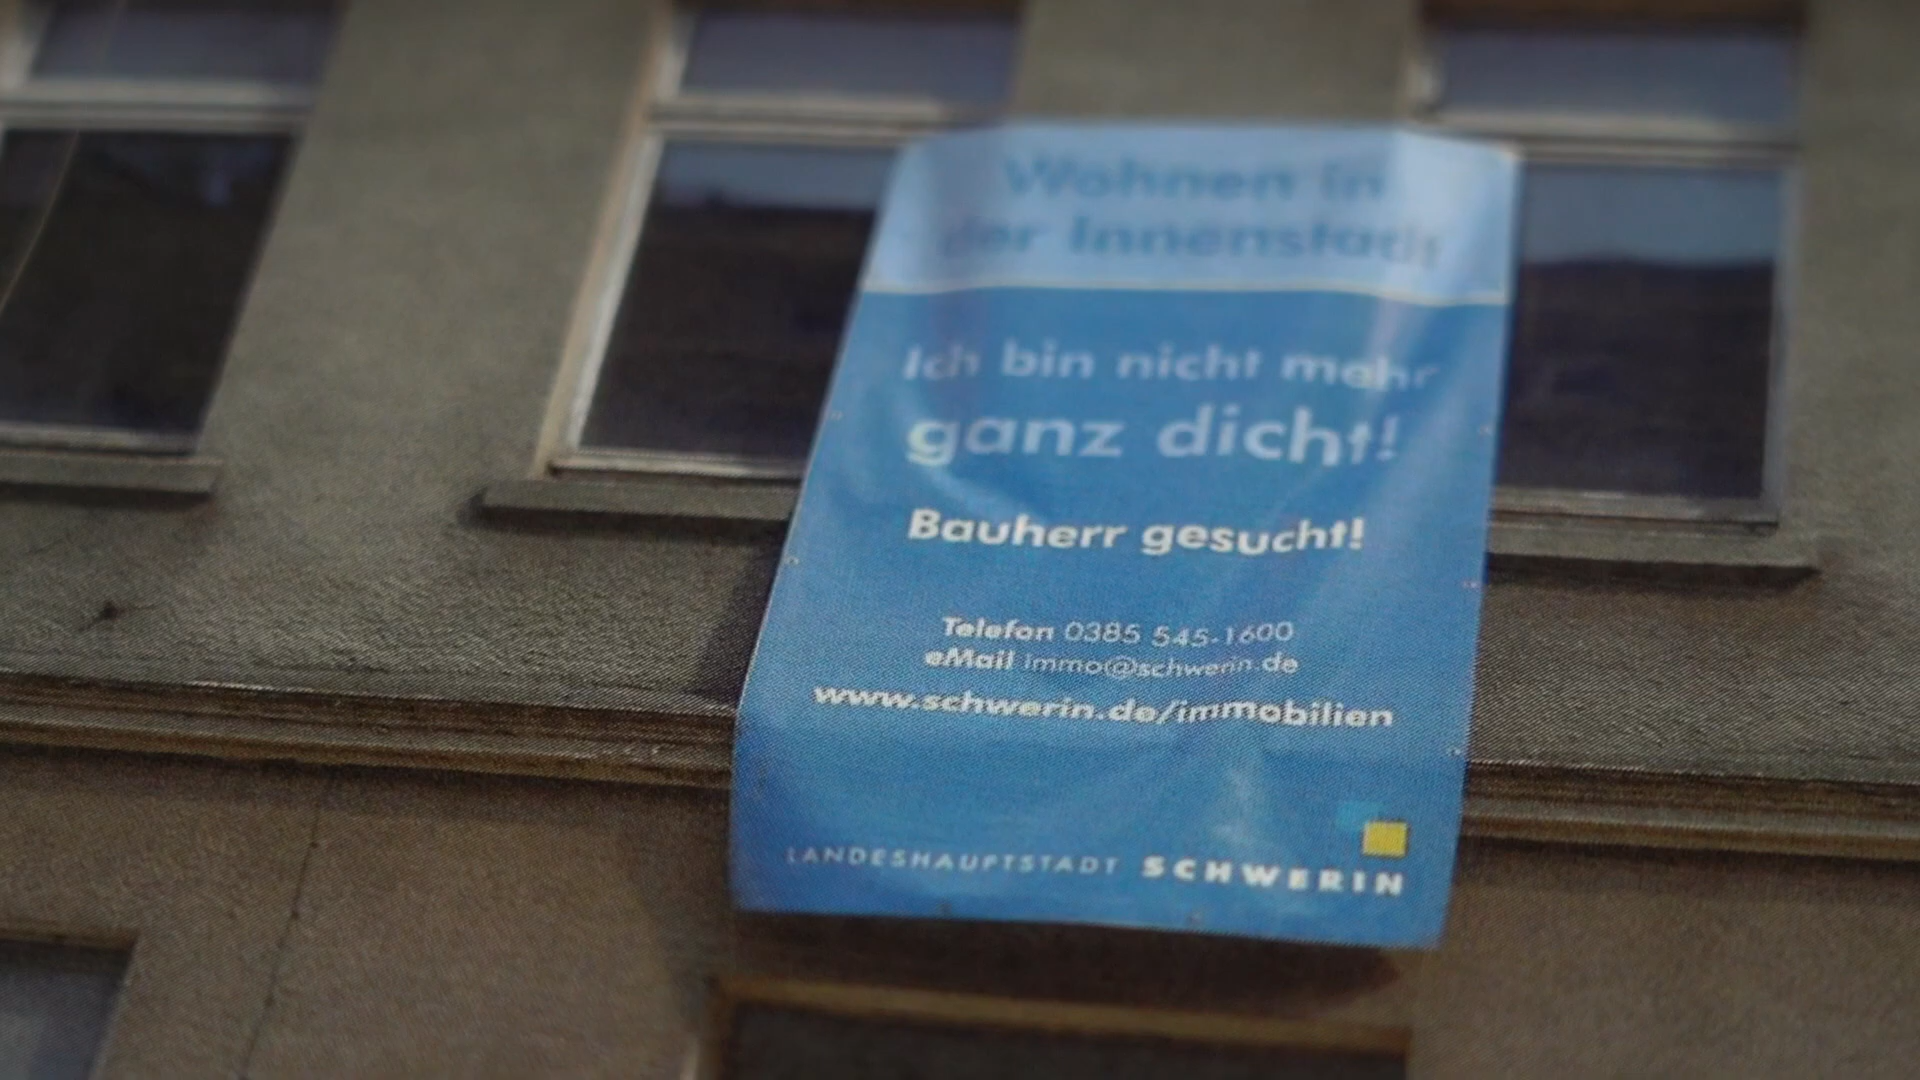 Wohnen in
der Innenstadt
Ich bin nicht mehr
ganz dicht!
Bauherr gesucht!
Telefon 0385 545-1600
eMail immo@schwerin.de
www.schwerin.de/immobilien
LANDESHAUPTSTADT SCHWERIN